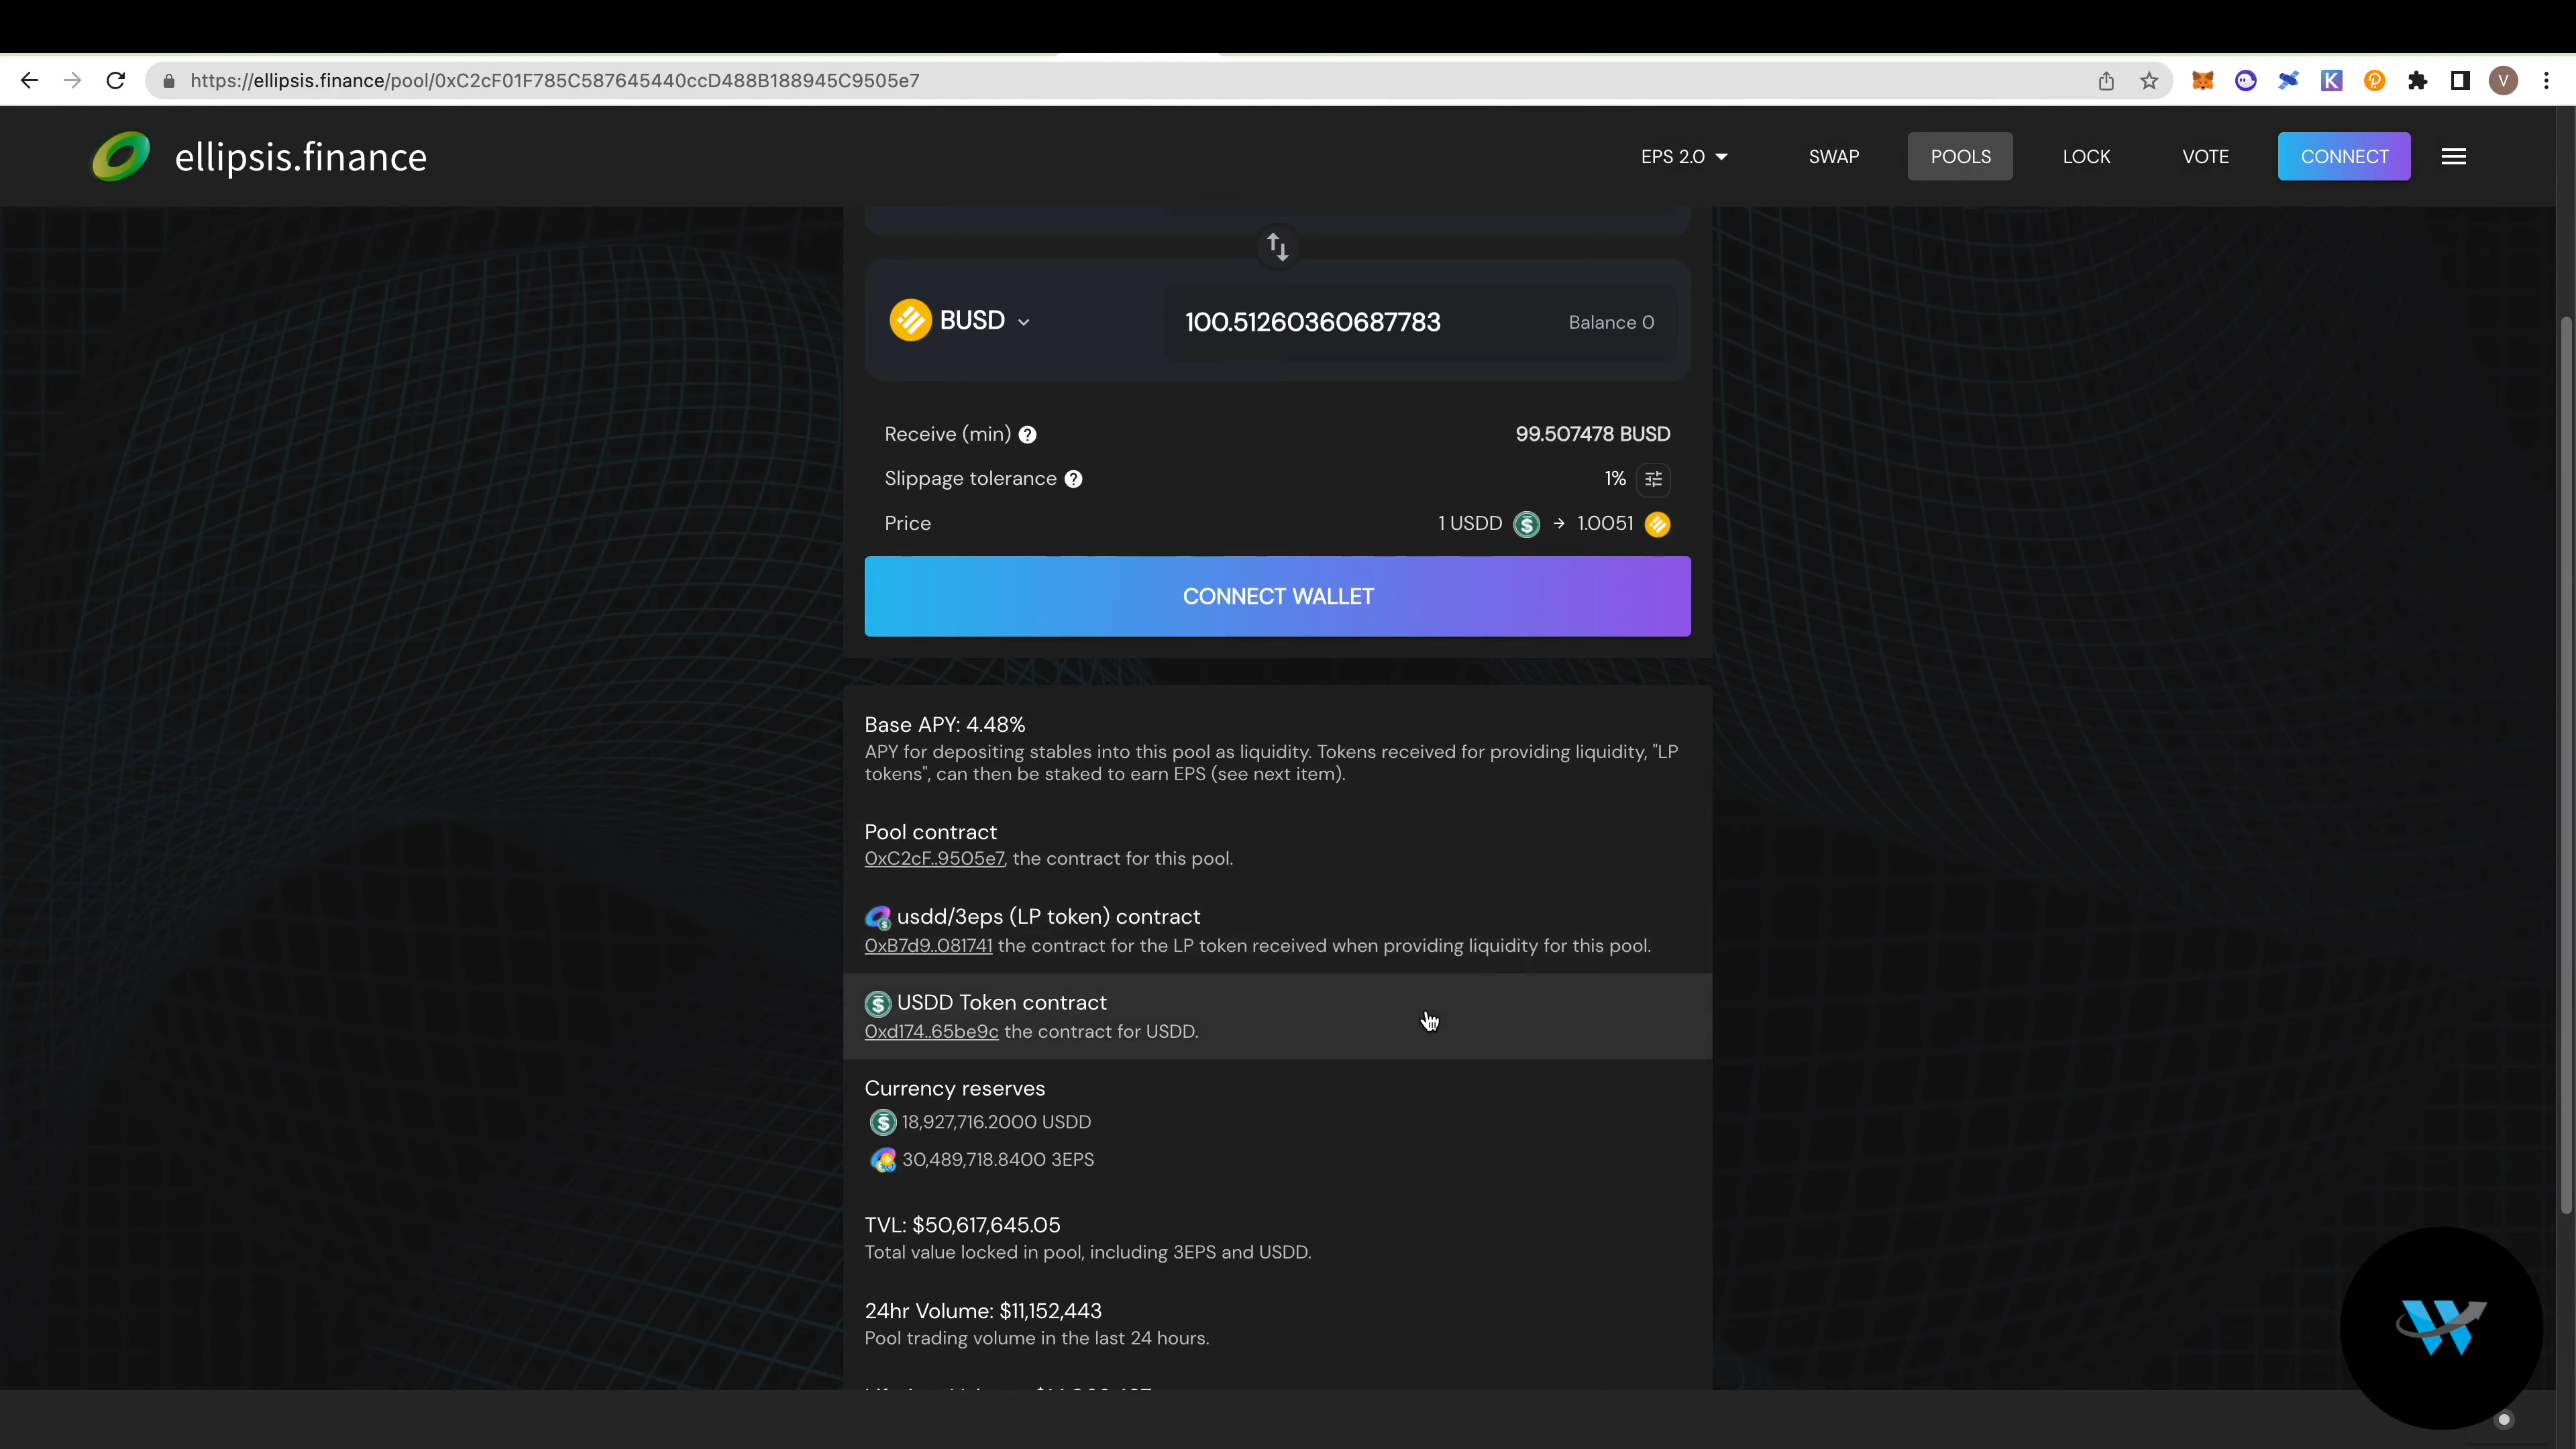 https://ellipsis.finance/pool/0xC2cF01F785C587645440ccD488B188945C9505e7
V
ellipsis.finance
EPS 2.0
SWAP
POOLS
LOCK
VOTE
CONNECT
BUSD
100.51260360687783
Balance 0
Receive (min)
99.507478 BUSD
Slippage tolerance
1%
Price
1 USDD → 1.0051
CONNECT WALLET
Base APY: 4.48%
APY for depositing stables into this pool as liquidity. Tokens received for providing liquidity, "LP
tokens", can then be staked to earn EPS (see next item).
Pool contract
0xC2cF..9505e7, the contract for this pool.
usdd/3eps (LP token) contract
0xB7d9..081741 the contract for the LP token received when providing liquidity for this pool.
USDD Token contract
0xd174..65be9c the contract for USDD.
Currency reserves
18,927,716.2000 USDD
30,489,718.8400 3EPS
TVL: $50,617,645.05
Total value locked in pool, including 3EPS and USDD.
24hr Volume: $11,152,443
Pool trading volume in the last 24 hours.